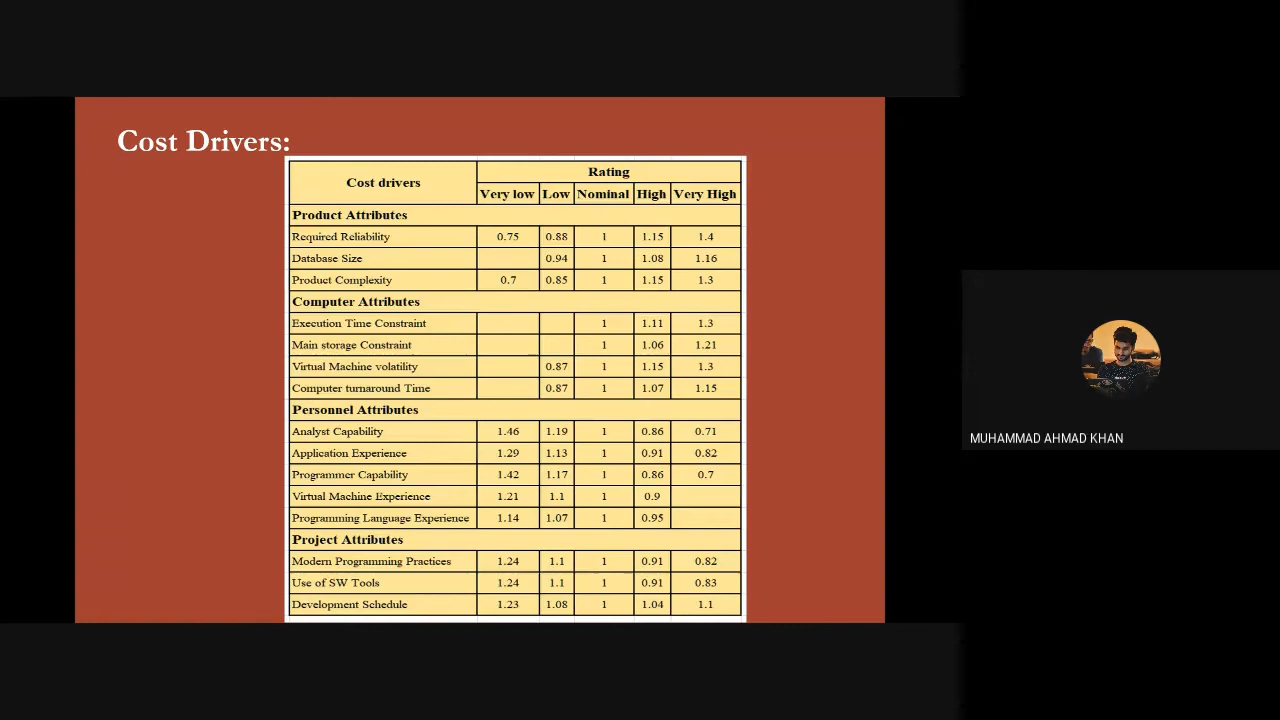 Cost Drivers:
Cost drivers Rating
Very low Low Nominal High Very High
Product Attributes
Required Reliability 0.75 0.88 1 1.15 1.4
Database Size 0.94 1 1.08 1.16
Product Complexity 0.7 0.85 1 1.15 1.3
Computer Attributes
Execution Time Constraint 1 1.11 1.3
Main storage Constraint 1 1.06 1.21
Virtual Machine volatility 0.87 1 1.15 1.3
Computer turnaround Time 0.87 1 1.07 1.15
Personnel Attributes
Analyst Capability 1.46 1.19 1 0.86 0.71
Application Experience 1.29 1.13 1 0.91 0.82
Programmer Capability 1.42 1.17 1 0.86 0.7
Virtual Machine Experience 1.21 1.1 1 0.9
Programming Language Experience 1.14 1.07 1 0.95
Project Attributes
Modern Programming Practices 1.24 1.1 1 0.91 0.82
Use of SW Tools 1.24 1.1 1 0.91 0.83
Development Schedule 1.23 1.08 1 1.04 1.1
MUHAMMAD AHMAD KHAN